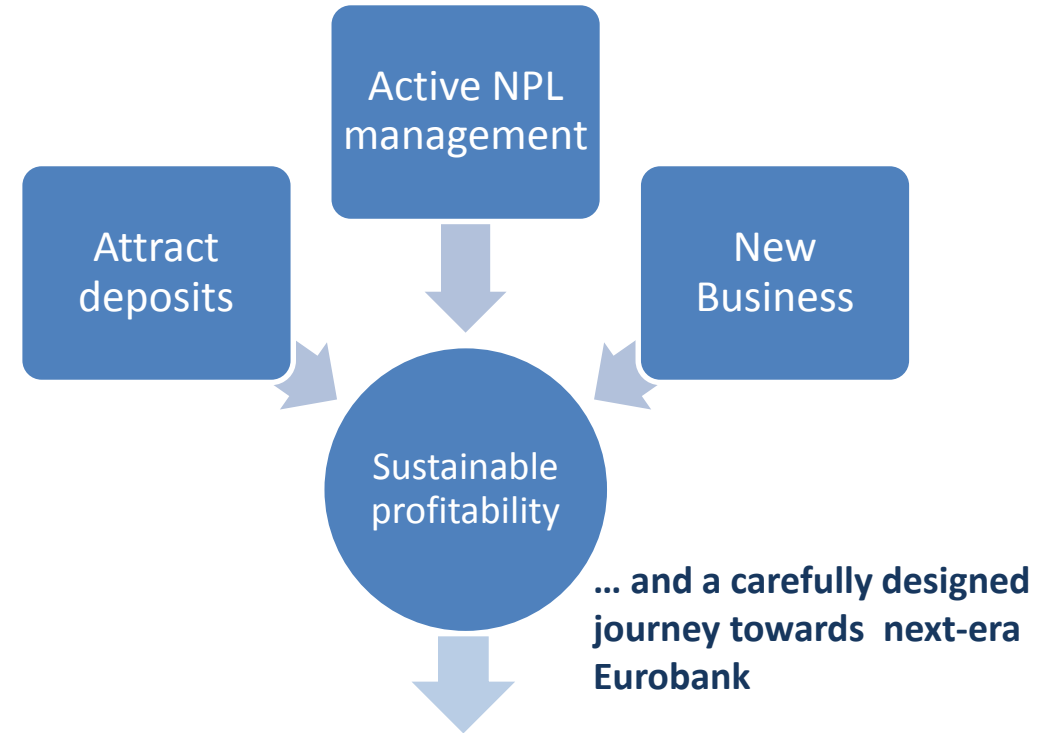 Active NPL
management
Attract
deposits
New
Business
Sustainable
profitability
… and a carefully designed
journey towards  next-era
Eurobank